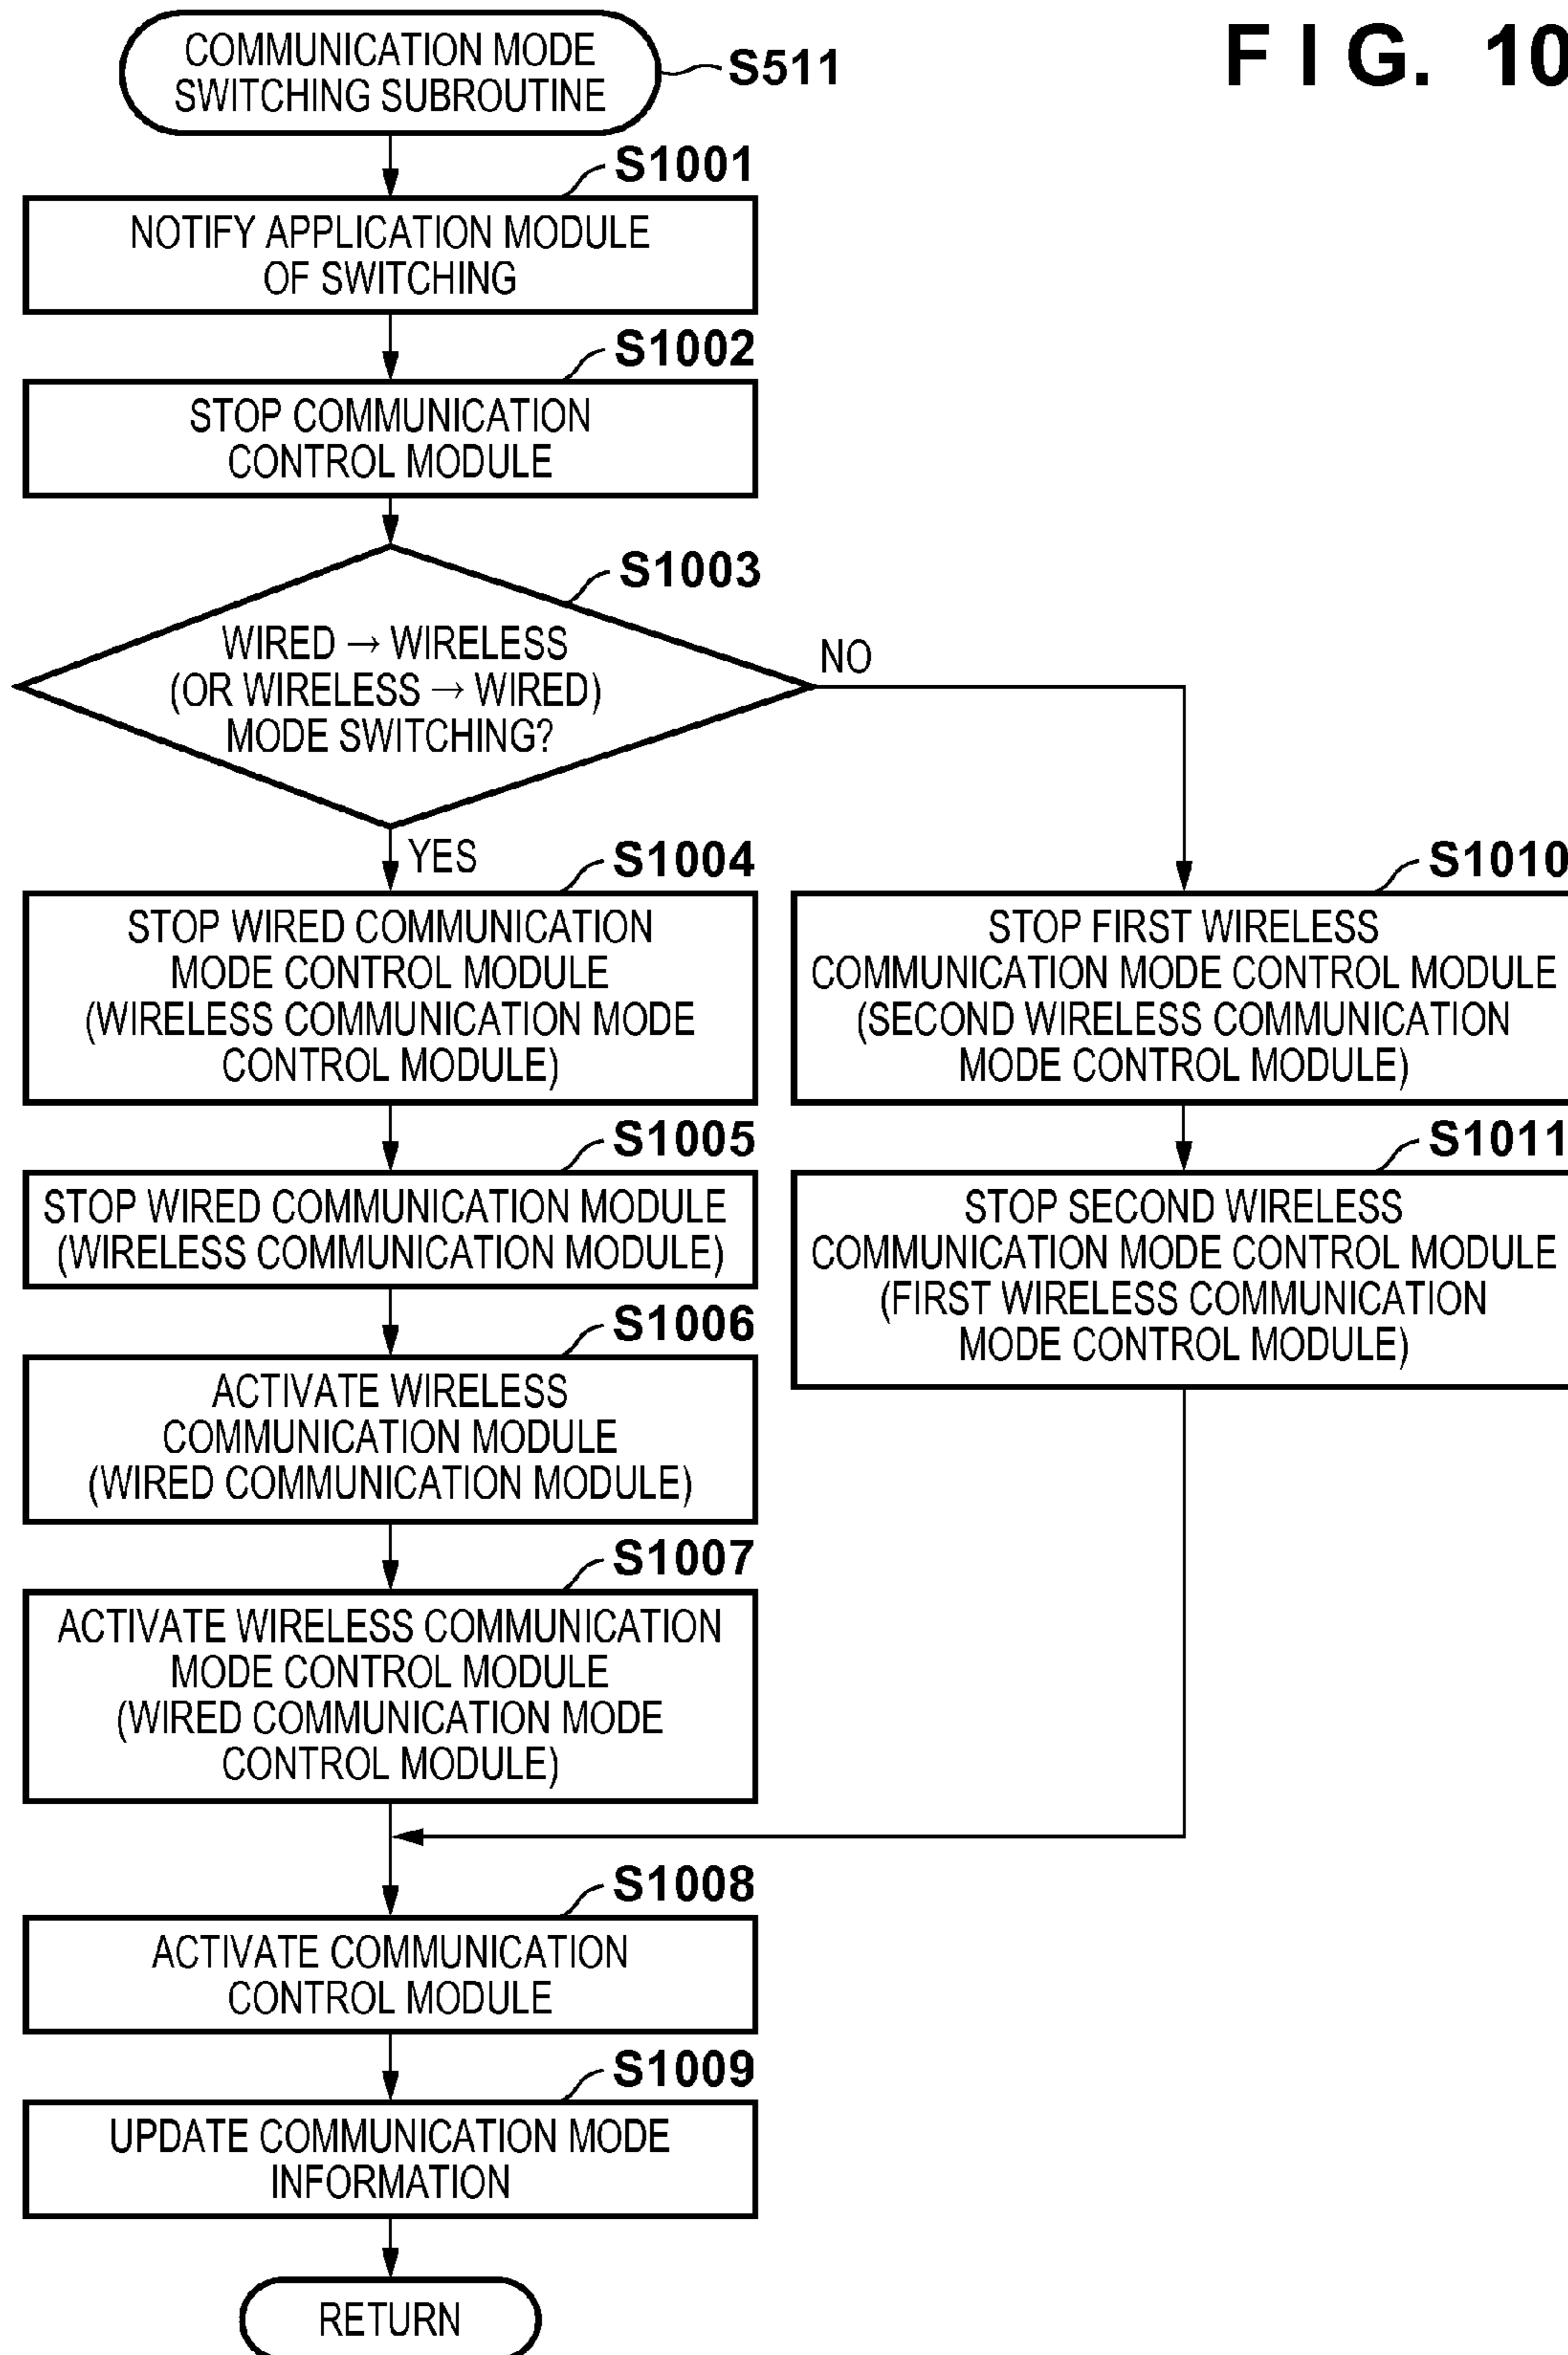 FIG. 10
COMMUNICATION MODE
SWITCHING SUBROUTINE
S511
S1001
NOTIFY APPLICATION MODULE
OF SWITCHING
S1002
STOP COMMUNICATION
CONTROL MODULE
S1003
WIRED → WIRELESS
(OR WIRELESS → WIRED)
MODE SWITCHING?
NO
YES
S1004
STOP WIRED COMMUNICATION
MODE CONTROL MODULE
(WIRELESS COMMUNICATION MODE
CONTROL MODULE)
S1005
STOP WIRED COMMUNICATION MODULE
(WIRELESS COMMUNICATION MODULE)
S1006
ACTIVATE WIRELESS
COMMUNICATION MODULE
(WIRED COMMUNICATION MODULE)
S1007
ACTIVATE WIRELESS COMMUNICATION
MODE CONTROL MODULE
(WIRED COMMUNICATION MODE
CONTROL MODULE)
S1010
STOP FIRST WIRELESS
COMMUNICATION MODE CONTROL MODULE
(SECOND WIRELESS COMMUNICATION
MODE CONTROL MODULE)
S1011
STOP SECOND WIRELESS
COMMUNICATION MODE CONTROL MODULE
(FIRST WIRELESS COMMUNICATION
MODE CONTROL MODULE)
S1008
ACTIVATE COMMUNICATION
CONTROL MODULE
S1009
UPDATE COMMUNICATION MODE
INFORMATION
RETURN